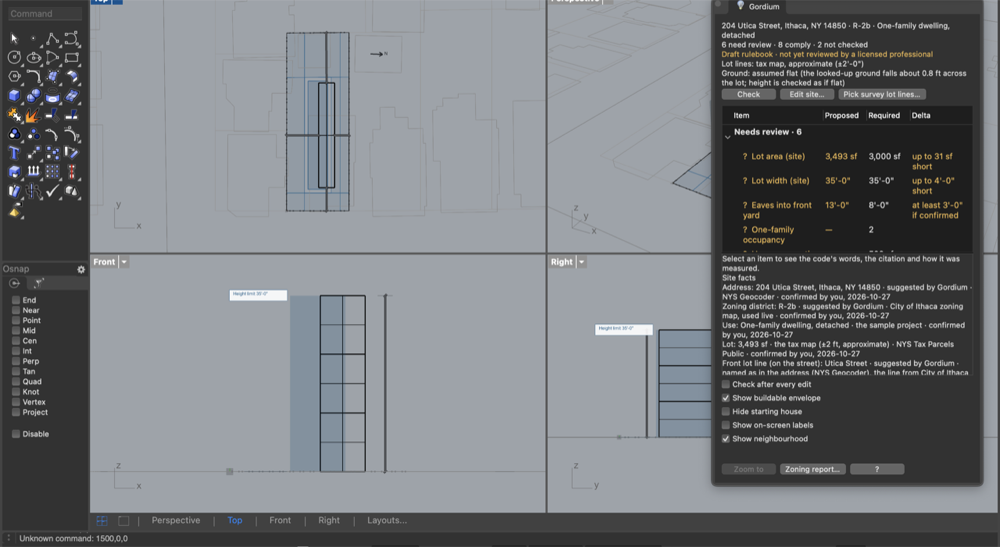 Command
Top
Perspective
y
x
z
y
x
Osnap
End
Near
Point
Mid
Cen
Int
Perp
Tan
Quad
Knot
Vertex
Project
Disable
Front
Height limit: 35'-0"
z
x
Right
Height limit: 35'-0"
z
y
Gordium
204 Utica Street, Ithaca, NY 14850 · R-2b · One-family dwelling,
detached
6 need review · 8 comply · 2 not checked
Draft rulebook · not yet reviewed by a licensed professional
Lot lines: tax map, approximate (±2'-0")
Ground: assumed flat (the looked-up ground falls about 0.8 ft across
the lot; height is checked as if flat)
Check Edit site... Pick survey lot lines...
Item Proposed Required Delta
Needs review · 6
? Lot area (site) 3,493 sf 3,000 sf up to 31 sf
short
? Lot width (site) 35'-0" 35'-0" up to 4'-0"
short
? Eaves into front 13'-0" 8'-0" at least 3'-0"
yard if confirmed
? One-family — 2
occupancy
Select an item to see the code's words, the citation and how it was
measured.
Site facts
Address: 204 Utica Street, Ithaca, NY 14850 · suggested by Gordium ·
NYS Geocoder · confirmed by you, 2026-10-27
Zoning district: R-2b · suggested by Gordium · City of Ithaca zoning
map, used live · confirmed by you, 2026-10-27
Use: One-family dwelling, detached · the sample project · confirmed
by you, 2026-10-27
Lot: 3,493 sf · the tax map (±2 ft, approximate) · NYS Tax Parcels
Public · confirmed by you, 2026-10-27
Front lot line (on the street): Utica Street · suggested by Gordium ·
named as in the address (NYS Geocoder), the line from City of Ithaca
Check after every edit
Show buildable envelope
Hide starting house
Show on-screen labels
Show neighbourhood
Zoom to Zoning report... ?
Perspective Top Front Right Layouts...
Unknown command: 1500,0,0